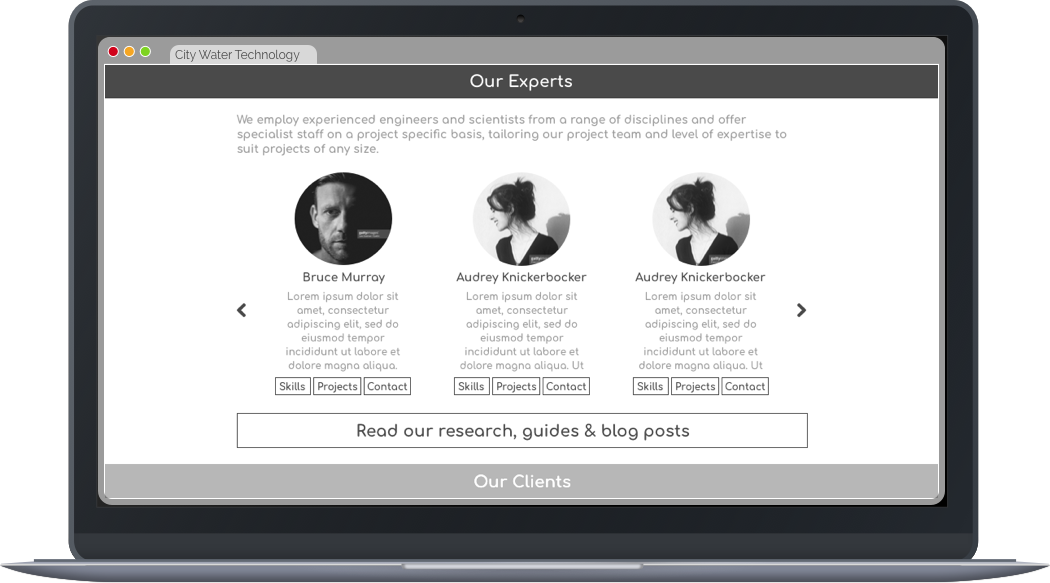 City Water Technology
Our Experts
We employ experienced engineers and scientists from a range of disciplines and offer
specialist staff on a project specific basis, tailoring our project team and level of expertise to
suit projects of any size.
Bruce Murray
Lorem ipsum dolor sit
amet, consectetur
adipiscing elit, sed do
eiusmod tempor
incididunt ut labore et
dolore magna aliqua.
Skills Projects Contact
Audrey Knickerbocker
Lorem ipsum dolor sit
amet, consectetur
adipiscing elit, sed do
eiusmod tempor
incididunt ut labore et
dolore magna aliqua. Ut
Skills Projects Contact
Audrey Knickerbocker
Lorem ipsum dolor sit
amet, consectetur
adipiscing elit, sed do
eiusmod tempor
incididunt ut labore et
dolore magna aliqua. Ut
Skills Projects Contact
Read our research, guides & blog posts
Our Clients